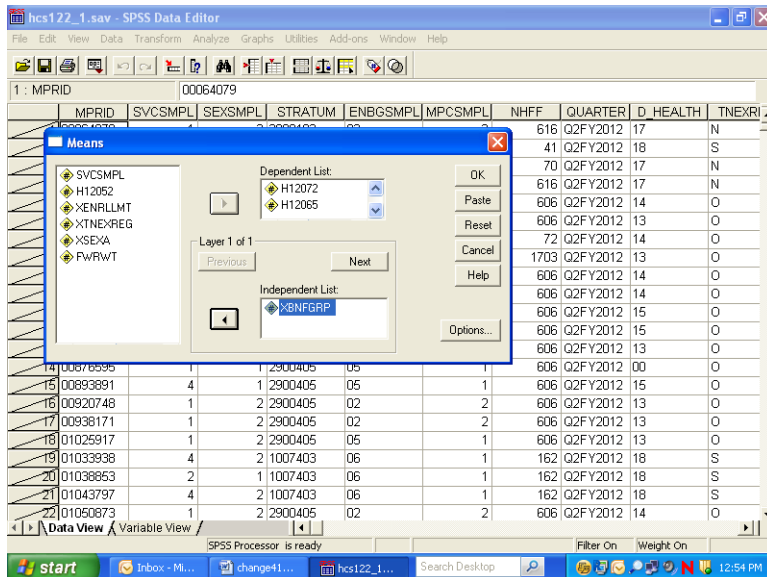 hcs122_1.sav - SPSS Data Editor
File Edit View Data Transform Analyze Graphs Utilities Add-ons Window Help
1 : MPRID 00064079
MPRID SVCSMPL SEXSMPL STRATUM ENBGSMPL MPCSMPL NHFF QUARTER D_HEALTH TNEXRI
616 Q2FY2012 17 N
41 Q2FY2012 18 S
70 Q2FY2012 17 N
616 Q2FY2012 17 N
606 Q2FY2012 14 O
606 Q2FY2012 13 O
72 Q2FY2012 14 O
1703 Q2FY2012 13 O
606 Q2FY2012 14 O
606 Q2FY2012 14 O
606 Q2FY2012 15 O
606 Q2FY2012 15 O
606 Q2FY2012 13 O
Means
SVCSMPL
H12052
XENRLLMT
XTNEXREG
XSEXA
FWRWT
Dependent List:
H12072
H12065
Layer 1 of 1
Previous Next
Independent List:
XBNFGRP
OK
Paste
Reset
Cancel
Help
Options...
14 00876595 1 1 2900405 05 1 606 Q2FY2012 00 O
15 00893891 4 1 2900405 05 1 606 Q2FY2012 15 O
16 00920748 1 2 2900405 02 2 606 Q2FY2012 13 O
17 00938171 1 2 2900405 02 2 606 Q2FY2012 13 O
18 01025917 1 2 2900405 05 1 606 Q2FY2012 13 O
19 01033938 4 2 1007403 06 1 162 Q2FY2012 18 S
20 01038853 2 1 1007403 06 1 162 Q2FY2012 18 S
21 01043797 4 2 1007403 06 1 162 Q2FY2012 18 S
22 01050873 1 2 2900405 02 2 606 Q2FY2012 14 O
Data View Variable View
SPSS Processor is ready Filter On Weight On
start Inbox - Mi... change41... hcs122_1... Search Desktop 12:54 PM